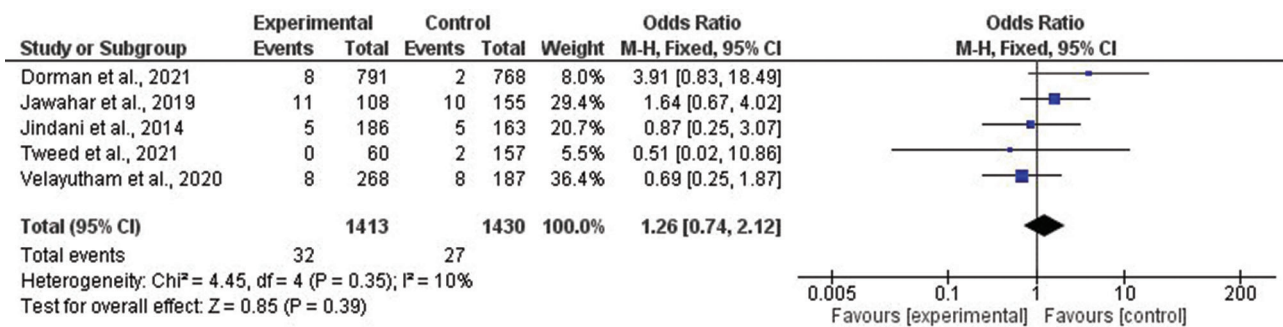 Experimental Control Odds Ratio Odds Ratio
Study or Subgroup Events Total Events Total Weight M-H, Fixed, 95% CI M-H, Fixed, 95% CI
Dorman et al., 2021 8 791 2 768 8.0% 3.91 [0.83, 18.49]
Jawahar et al., 2019 11 108 10 155 29.4% 1.64 [0.67, 4.02]
Jindani et al., 2014 5 186 5 163 20.7% 0.87 [0.25, 3.07]
Tweed et al., 2021 0 60 2 157 5.5% 0.51 [0.02, 10.86]
Velayutham et al., 2020 8 268 8 187 36.4% 0.69 [0.25, 1.87]
Total (95% CI) 1413 1430 100.0% 1.26 [0.74, 2.12]
Total events 32 27
Heterogeneity: Chi² = 4.45, df = 4 (P = 0.35); I² = 10%
Test for overall effect: Z = 0.85 (P = 0.39)
0.005 0.1 1 10 200
Favours [experimental] Favours [control]